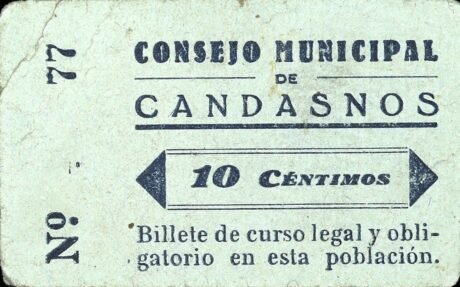 Nº 77
CONSEJO MUNICIPAL
DE
CANDASNOS
10 CÉNTIMOS
Billete de curso legal y obli-
gatorio en esta población.